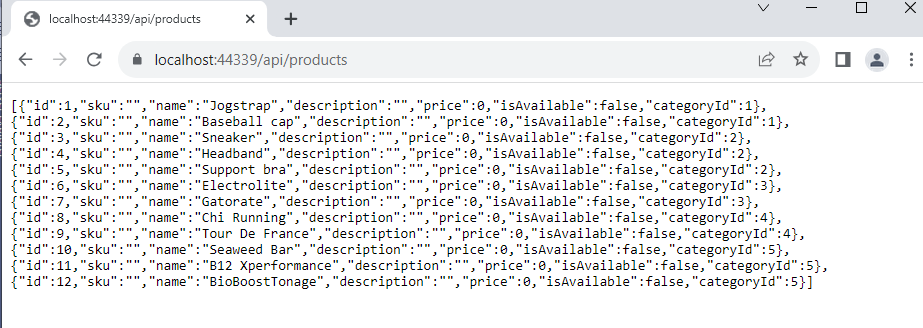 localhost:44339/api/products
localhost:44339/api/products
[{"id":1,"sku":"","name":"Jogstrap","description":"","price":0,"isAvailable":false,"categoryId":1},
{"id":2,"sku":"","name":"Baseball cap","description":"","price":0,"isAvailable":false,"categoryId":1},
{"id":3,"sku":"","name":"Sneaker","description":"","price":0,"isAvailable":false,"categoryId":2},
{"id":4,"sku":"","name":"Headband","description":"","price":0,"isAvailable":false,"categoryId":2},
{"id":5,"sku":"","name":"Support bra","description":"","price":0,"isAvailable":false,"categoryId":2},
{"id":6,"sku":"","name":"Electrolite","description":"","price":0,"isAvailable":false,"categoryId":3},
{"id":7,"sku":"","name":"Gatorate","description":"","price":0,"isAvailable":false,"categoryId":3},
{"id":8,"sku":"","name":"Chi Running","description":"","price":0,"isAvailable":false,"categoryId":4},
{"id":9,"sku":"","name":"Tour De France","description":"","price":0,"isAvailable":false,"categoryId":4},
{"id":10,"sku":"","name":"Seaweed Bar","description":"","price":0,"isAvailable":false,"categoryId":5},
{"id":11,"sku":"","name":"B12 Xperformance","description":"","price":0,"isAvailable":false,"categoryId":5},
{"id":12,"sku":"","name":"BioBoostTonage","description":"","price":0,"isAvailable":false,"categoryId":5}]